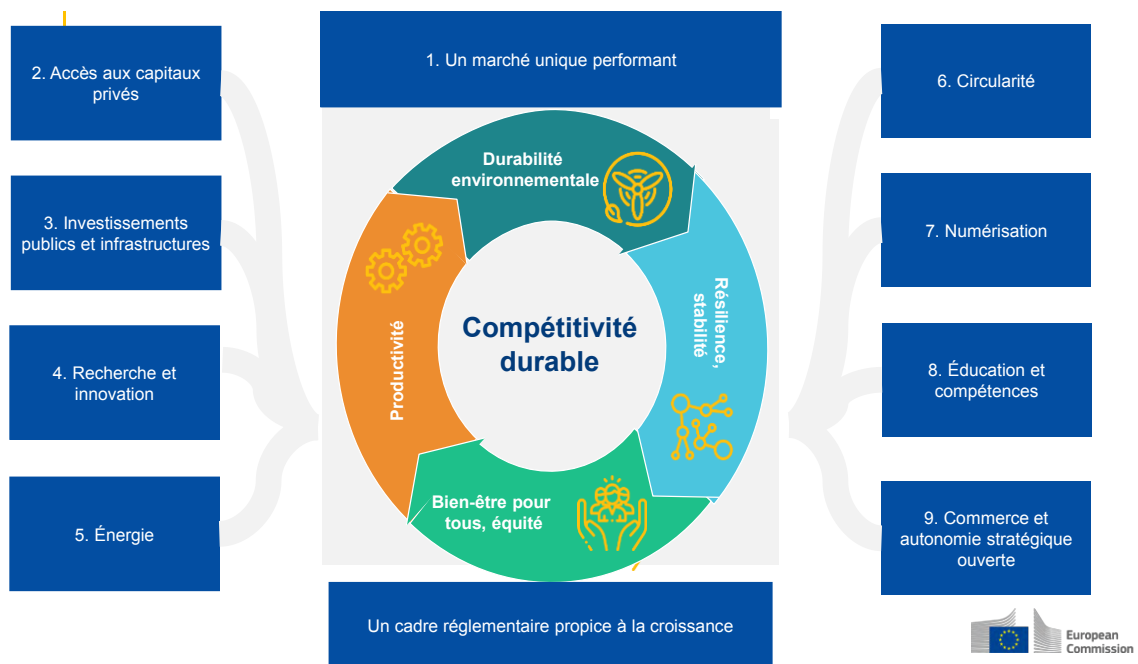 1. Un marché unique performant
2. Accès aux capitaux
privés
3. Investissements
publics et infrastructures
4. Recherche et
innovation
5. Énergie
Durabilité
environnementale
Résilience,
stabilité
Bien-être pour
tous, équité
Productivité
Compétitivité
durable
6. Circularité
7. Numérisation
8. Éducation et
compétences
9. Commerce et
autonomie stratégique
ouverte
Un cadre réglementaire propice à la croissance
European
Commission